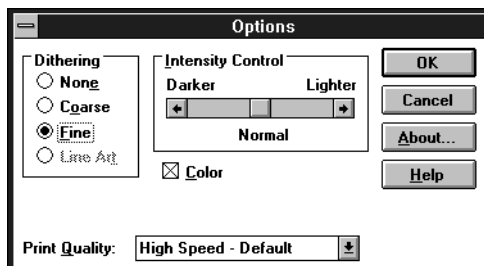 Options
Dithering
None
Coarse
Fine
Line Art
Intensity Control
Darker Lighter
Normal
Color
OK
Cancel
About...
Help
Print Quality: High Speed - Default